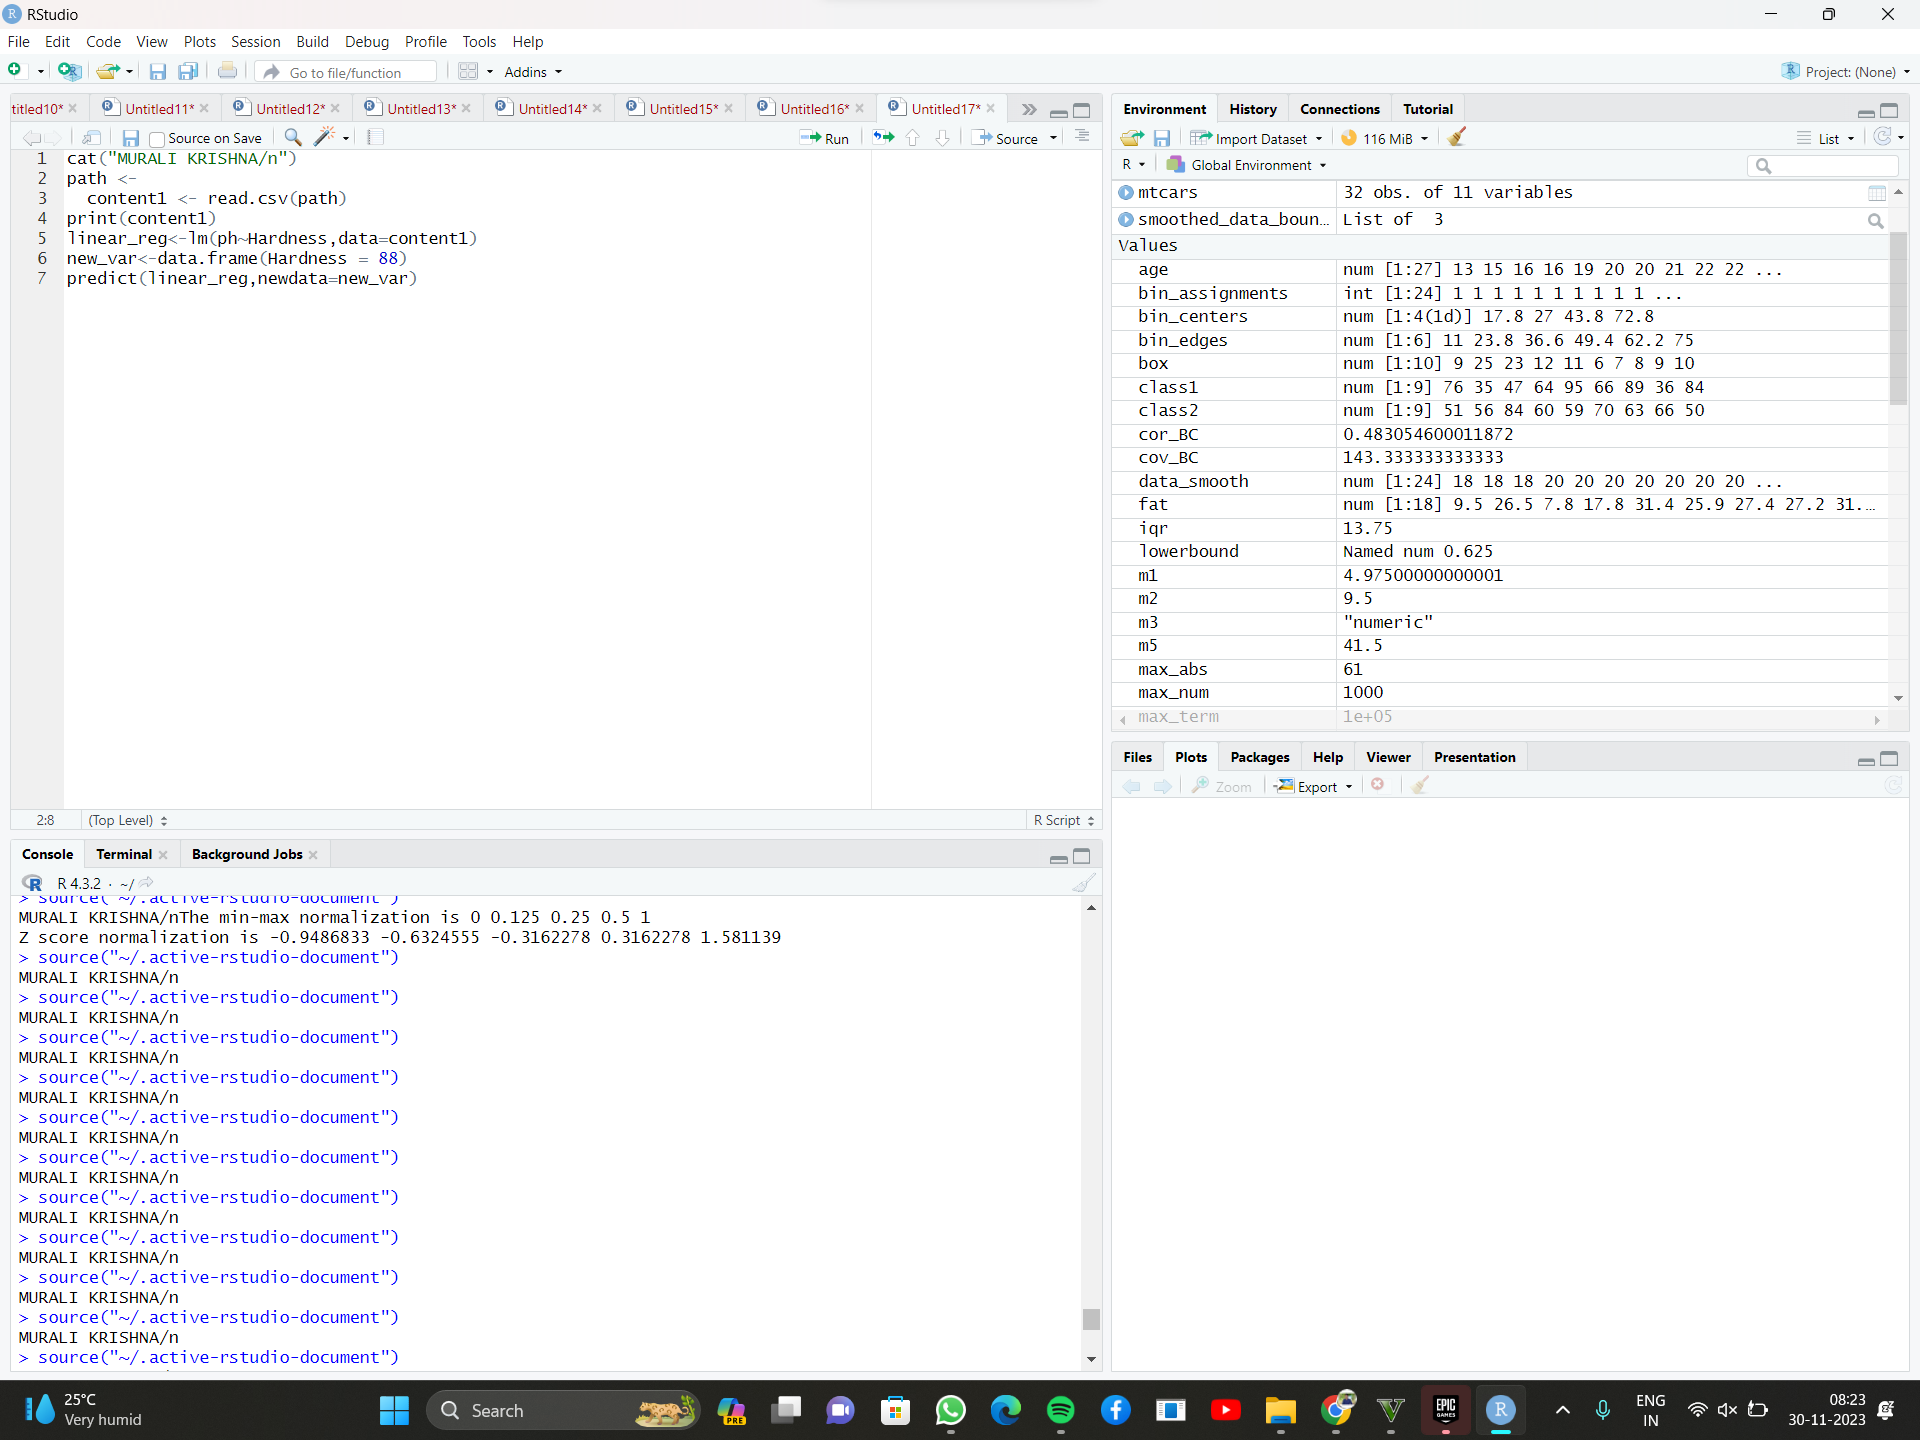 RStudio
File Edit Code View Plots Session Build Debug Profile Tools Help
Go to file/function Addins Project: (None)
titled10* Untitled11* Untitled12* Untitled13* Untitled14* Untitled15* Untitled16* Untitled17*
Source on Save Run Source
1 cat("MURALI KRISHNA/n")
2 path <-
3 content1 <- read.csv(path)
4 print(content1)
5 linear_reg<-lm(ph~Hardness,data=content1)
6 new_var<-data.frame(Hardness = 88)
7 predict(linear_reg,newdata=new_var)
2:8 (Top Level) R Script
Console Terminal Background Jobs
R 4.3.2 · ~/
> source("~/.active-rstudio-document")
MURALI KRISHNA/nThe min-max normalization is 0 0.125 0.25 0.5 1
Z score normalization is -0.9486833 -0.6324555 -0.3162278 0.3162278 1.581139
> source("~/.active-rstudio-document")
MURALI KRISHNA/n
> source("~/.active-rstudio-document")
MURALI KRISHNA/n
> source("~/.active-rstudio-document")
MURALI KRISHNA/n
> source("~/.active-rstudio-document")
MURALI KRISHNA/n
> source("~/.active-rstudio-document")
MURALI KRISHNA/n
> source("~/.active-rstudio-document")
MURALI KRISHNA/n
> source("~/.active-rstudio-document")
MURALI KRISHNA/n
> source("~/.active-rstudio-document")
MURALI KRISHNA/n
> source("~/.active-rstudio-document")
MURALI KRISHNA/n
> source("~/.active-rstudio-document")
MURALI KRISHNA/n
> source("~/.active-rstudio-document")
Environment History Connections Tutorial
Import Dataset 116 MiB List
R Global Environment
mtcars 32 obs. of 11 variables
smoothed_data_boun... List of 3
Values
age num [1:27] 13 15 16 16 19 20 20 21 22 22 ...
bin_assignments int [1:24] 1 1 1 1 1 1 1 1 1 1 ...
bin_centers num [1:4(1d)] 17.8 27 43.8 72.8
bin_edges num [1:6] 11 23.8 36.6 49.4 62.2 75
box num [1:10] 9 25 23 12 11 6 7 8 9 10
class1 num [1:9] 76 35 47 64 95 66 89 36 84
class2 num [1:9] 51 56 84 60 59 70 63 66 50
cor_BC 0.483054600011872
cov_BC 143.333333333333
data_smooth num [1:24] 18 18 18 20 20 20 20 20 20 20 ...
fat num [1:18] 9.5 26.5 7.8 17.8 31.4 25.9 27.4 27.2 31....
iqr 13.75
lowerbound Named num 0.625
m1 4.97500000000001
m2 9.5
m3 "numeric"
m5 41.5
max_abs 61
max_num 1000
max_term 1e+05
Files Plots Packages Help Viewer Presentation
Zoom Export
25°C
Very humid
Search
PRE
EPIC
GAMES
ENG
IN
08:23
30-11-2023